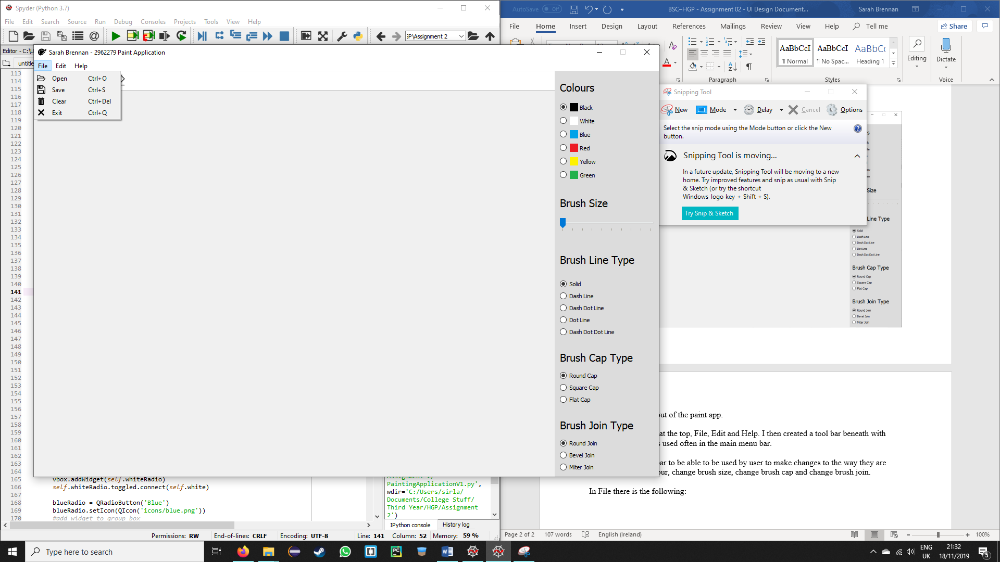 Spyder (Python 3.7)
File Edit Search Source Run Debug Consoles Projects Tools View Help
GP\Assignment 2
Editor - C:\U
untitle
Sarah Brennan - 2962279 Paint Application
File Edit Help
Open Ctrl+O
Save Ctrl+S
Clear Ctrl+Del
Exit Ctrl+Q
113
114
115
116
117
118
119
120
121
122
123
124
125
126
127
128
129
130
131
132
133
134
135
136
137
138
139
140
141
142
143
144
145
146
147
148
149
150
151
152
153
154
155
156
157
158
159
160
161
162
163
164
165 vbox.addWidget(self.whiteRadio)
166 self.whiteRadio.toggled.connect(self.white)
167
168 blueRadio = QRadioButton('Blue')
169 blueRadio.setIcon(QIcon('icons/blue.png'))
170 #add widget to group box
Colours
Black
White
Blue
Red
Yellow
Green
Brush Size
Brush Line Type
Solid
Dash Line
Dash Dot Line
Dot Line
Dash Dot Dot Line
Brush Cap Type
Round Cap
Square Cap
Flat Cap
Brush Join Type
Round Join
Bevel Join
Miter Join
Assignment 2/
PaintingApplicationV1.py',
wdir='C:/Users/sirla/
Documents/College Stuff/
Third Year/HGP/Assignment
2')
IPython console History log
Permissions: RW End-of-lines: CRLF Encoding: UTF-8 Line: 141 Column: 52 Memory: 59 %
AutoSave Off BSC–HGP - Assignment 02 - UI Design Document... Sarah Brennan
File Home Insert Design Layout References Mailings Review View Help Tell me Share
AaBbCcI AaBbCcI AaBbCc
¶ Normal ¶ No Spac... Heading 1
Editing
Dictate
Paragraph Styles Voice
Snipping Tool
New Mode Delay Cancel Options
Select the snip mode using the Mode button or click the New
button.
Snipping Tool is moving...
In a future update, Snipping Tool will be moving to a new
home. Try improved features and snip as usual with Snip
& Sketch (or try the shortcut
Windows logo key + Shift + S).
Try Snip & Sketch
Size
Line Type
Solid
Dash Line
Dash Dot Line
Dot Line
Dash Dot Dot Line
Brush Cap Type
Round Cap
Square Cap
Flat Cap
Brush Join Type
Round Join
Bevel Join
Miter Join
out of the paint app.
at the top, File, Edit and Help. I then created a tool bar beneath with
s used often in the main menu bar.
bar to be able to be used by user to make changes to the way they are
our, change brush size, change brush cap and change brush join.
In File there is the following:
Page 2 of 2 107 words English (Ireland) 100%
Type here to search
ENG
UK
21:32
18/11/2019
5